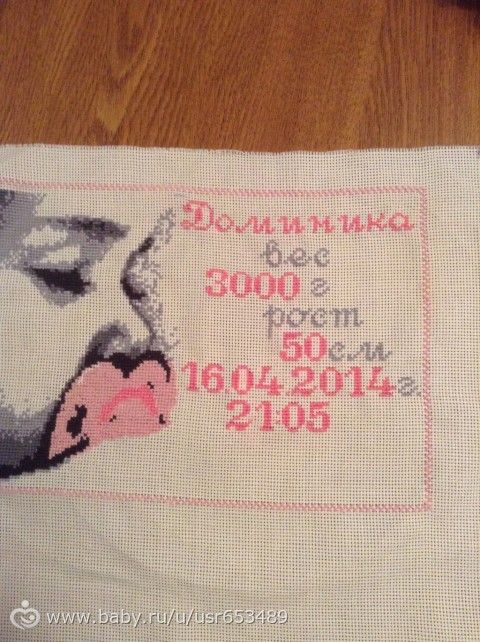 Доминика
вес
3000 г
рост
50см
16.04.2014г.
21:05
www.baby.ru/u/usr653489